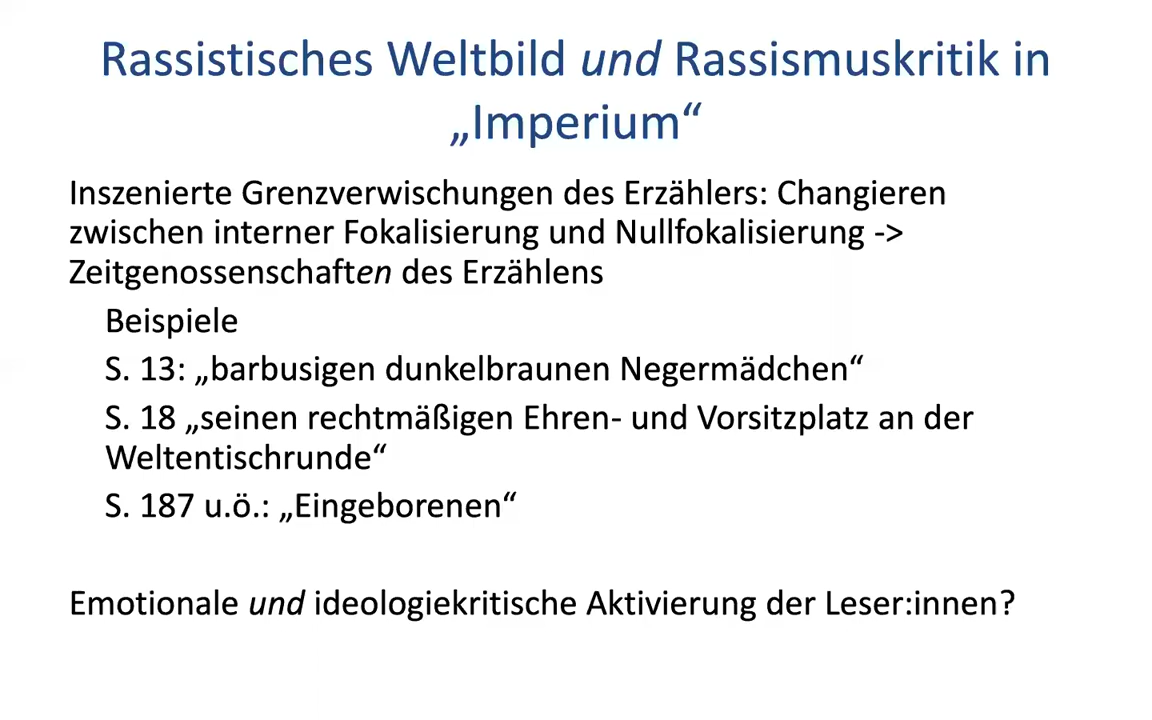 Rassistisches Weltbild und Rassismuskritik in
„Imperium“
Inszenierte Grenzverwischungen des Erzählers: Changieren
zwischen interner Fokalisierung und Nullfokalisierung ->
Zeitgenossenschaften des Erzählens
Beispiele
S. 13: „barbusigen dunkelbraunen Negermädchen“
S. 18 „seinen rechtmäßigen Ehren- und Vorsitzplatz an der
Weltentischrunde“
S. 187 u.ö.: „Eingeborenen“
Emotionale und ideologiekritische Aktivierung der Leser:innen?